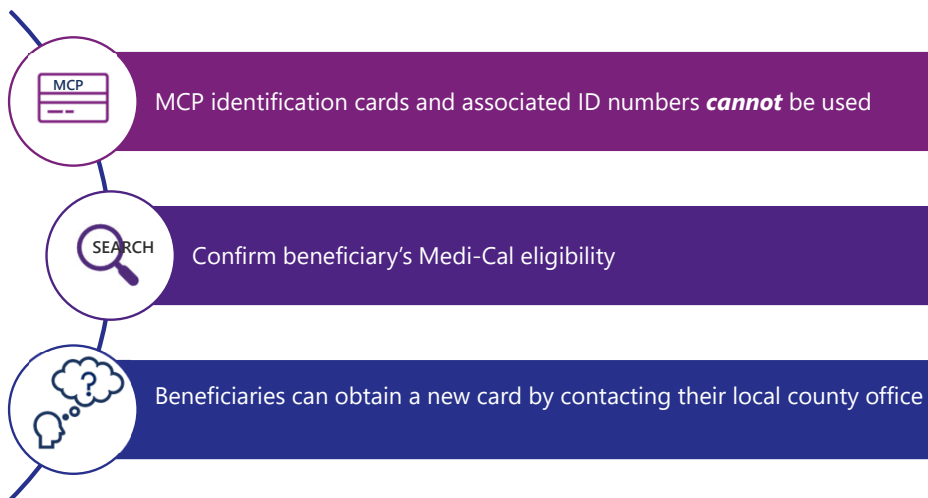 MCP
MCP identification cards and associated ID numbers cannot be used
SEARCH
Confirm beneficiary’s Medi-Cal eligibility
?
Beneficiaries can obtain a new card by contacting their local county office